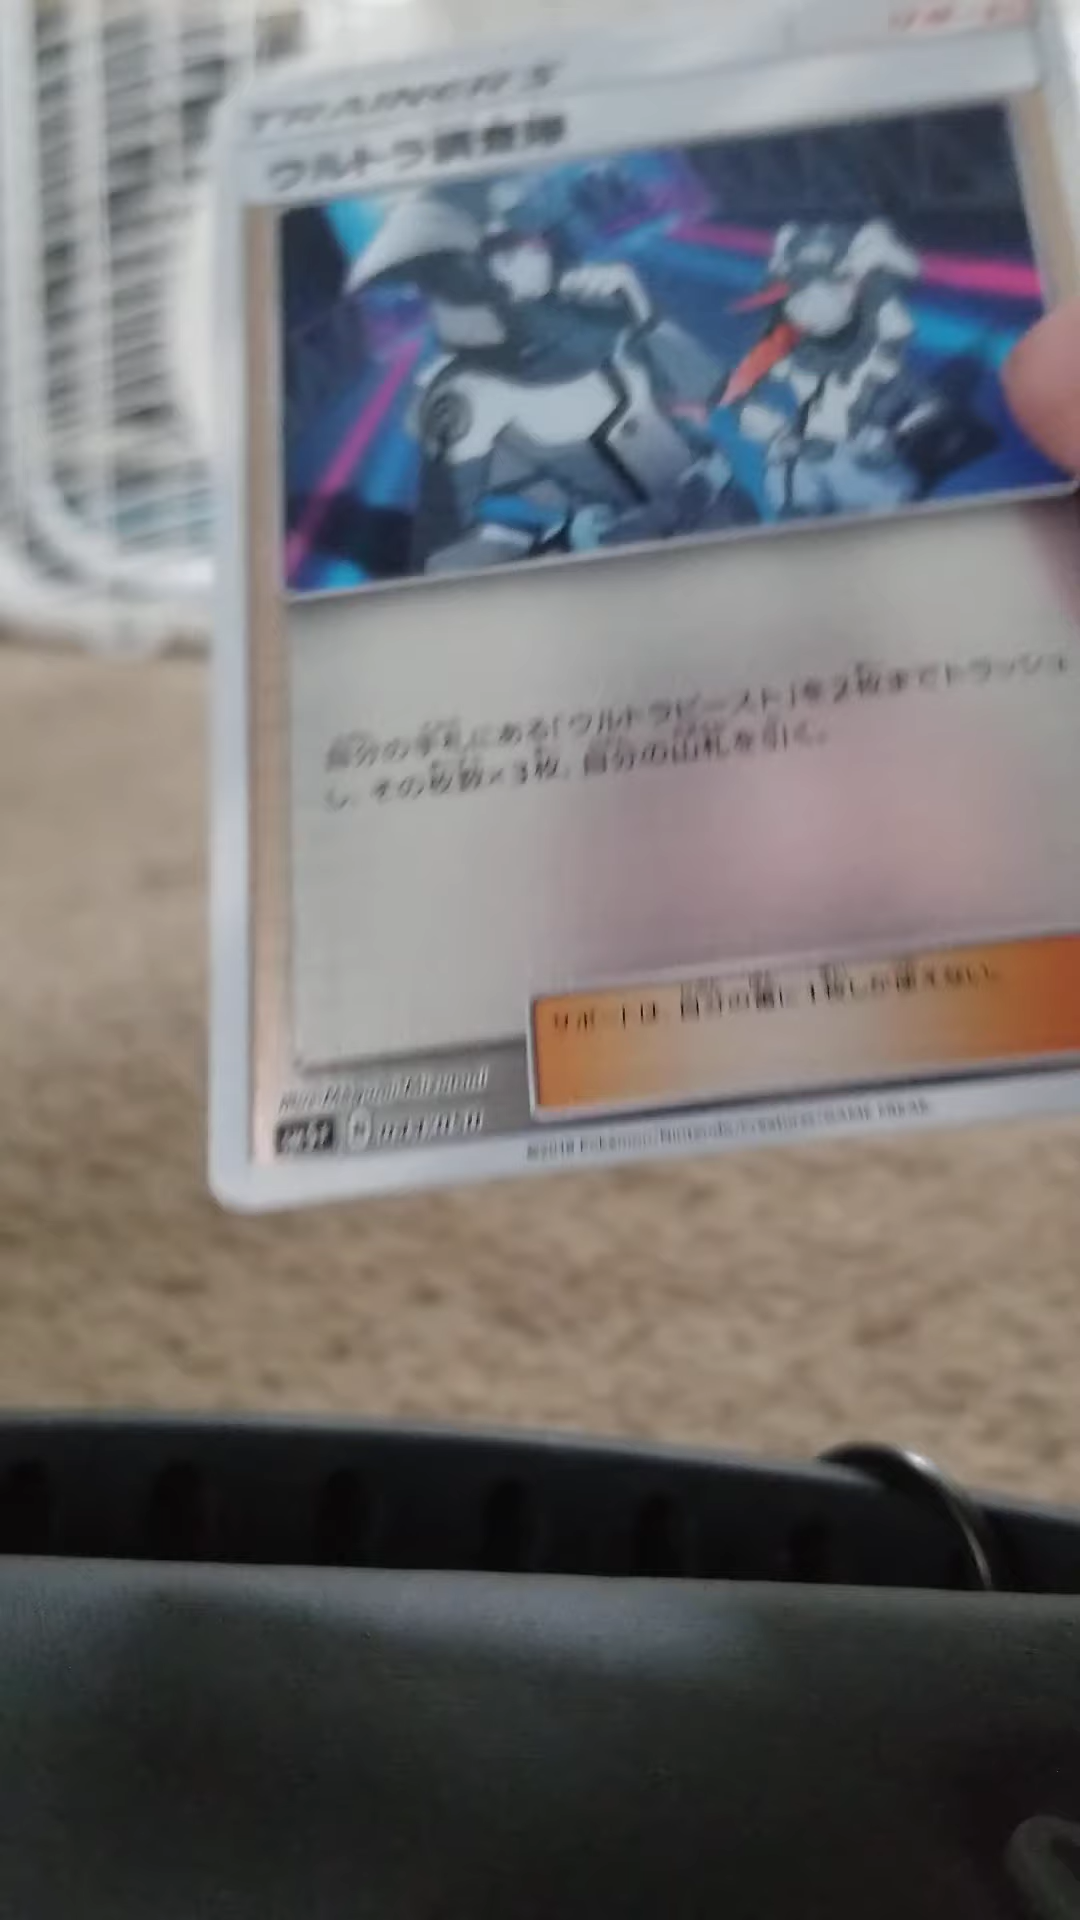 TRAINER'S
ウルトラ調査隊
自分の手札にある「ウルトラビースト」を2枚までトラッシュ
し、その枚数×3枚、自分の山札を引く。
サポートは、自分の番に1枚しか使えない。
©2018 Pokémon/Nintendo/Creatures/GAME FREAK